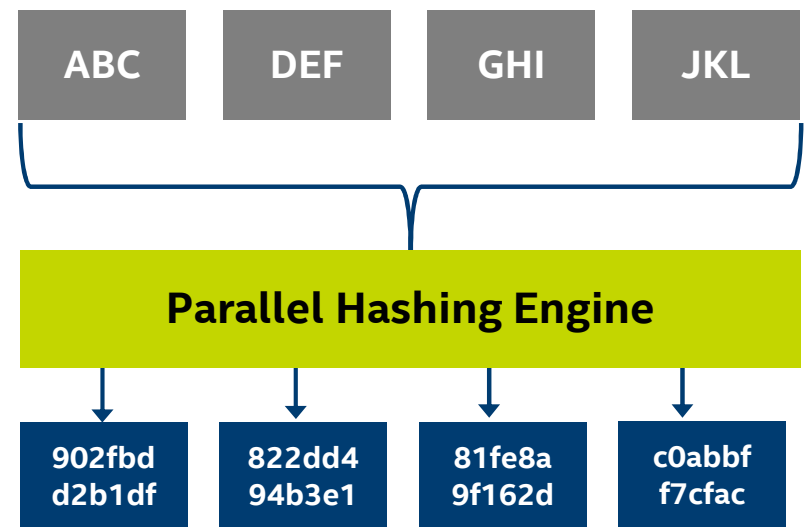 ABC
DEF
GHI
JKL
Parallel Hashing Engine
902fbd
d2b1df
822dd4
94b3e1
81fe8a
9f162d
c0abbf
f7cfac